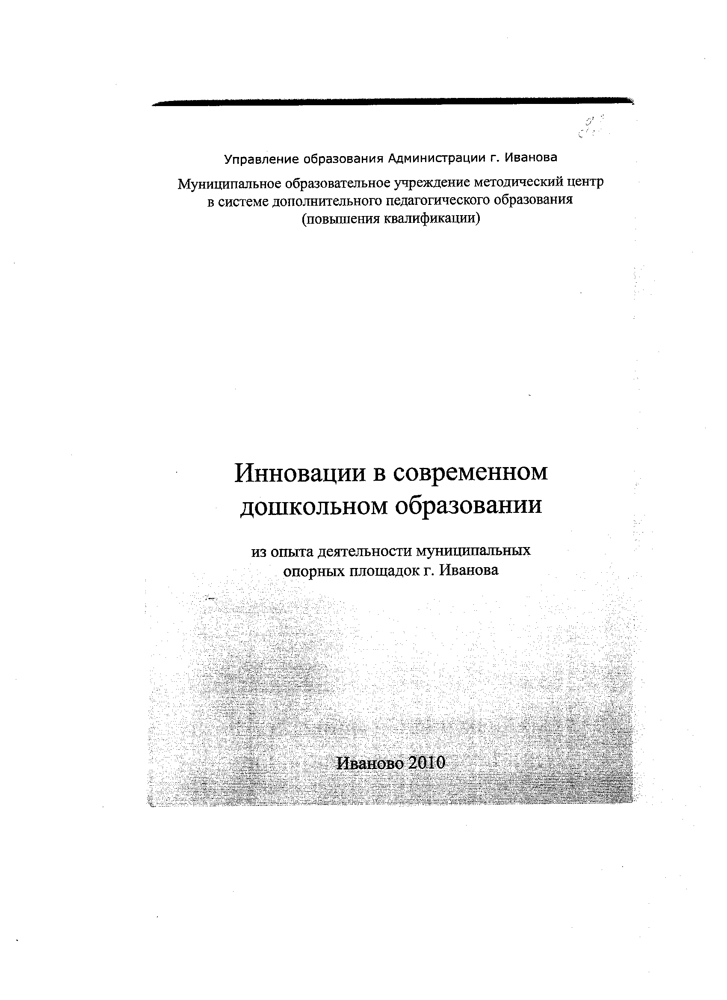 Управление образования Администрации г. Иванова
Муниципальное образовательное учреждение методический центр
в системе дополнительного педагогического образования
(повышения квалификации)
Инновации в современном
дошкольном образовании
из опыта деятельности муниципальных
опорных площадок г. Иванова
Иваново 2010